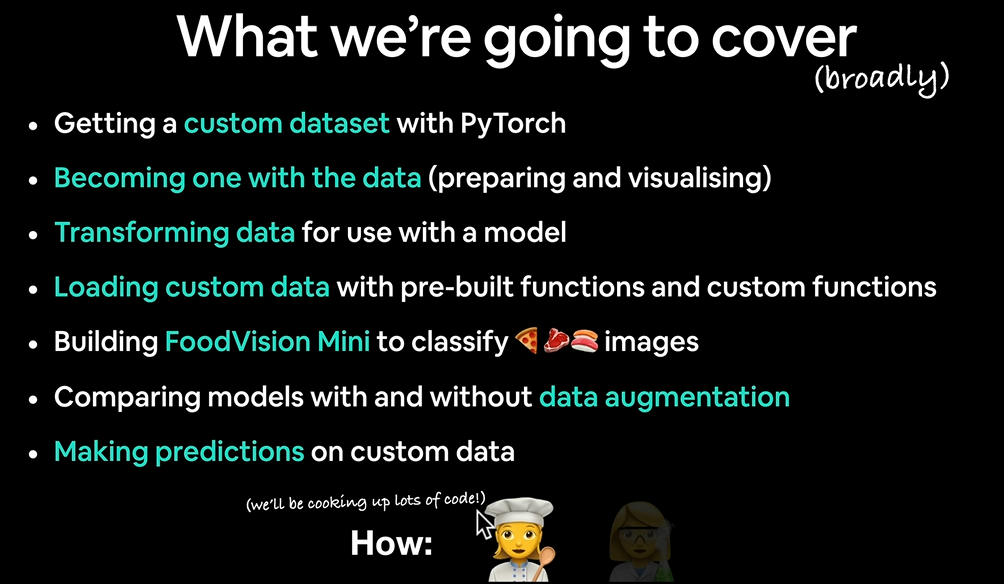 What we're going to cover
(broadly)
• Getting a custom dataset with PyTorch
• Becoming one with the data (preparing and visualising)
• Transforming data for use with a model
• Loading custom data with pre-built functions and custom functions
• Building FoodVision Mini to classify 🍕🥩🍣 images
• Comparing models with and without data augmentation
• Making predictions on custom data
(we'll be cooking up lots of code!)
How: